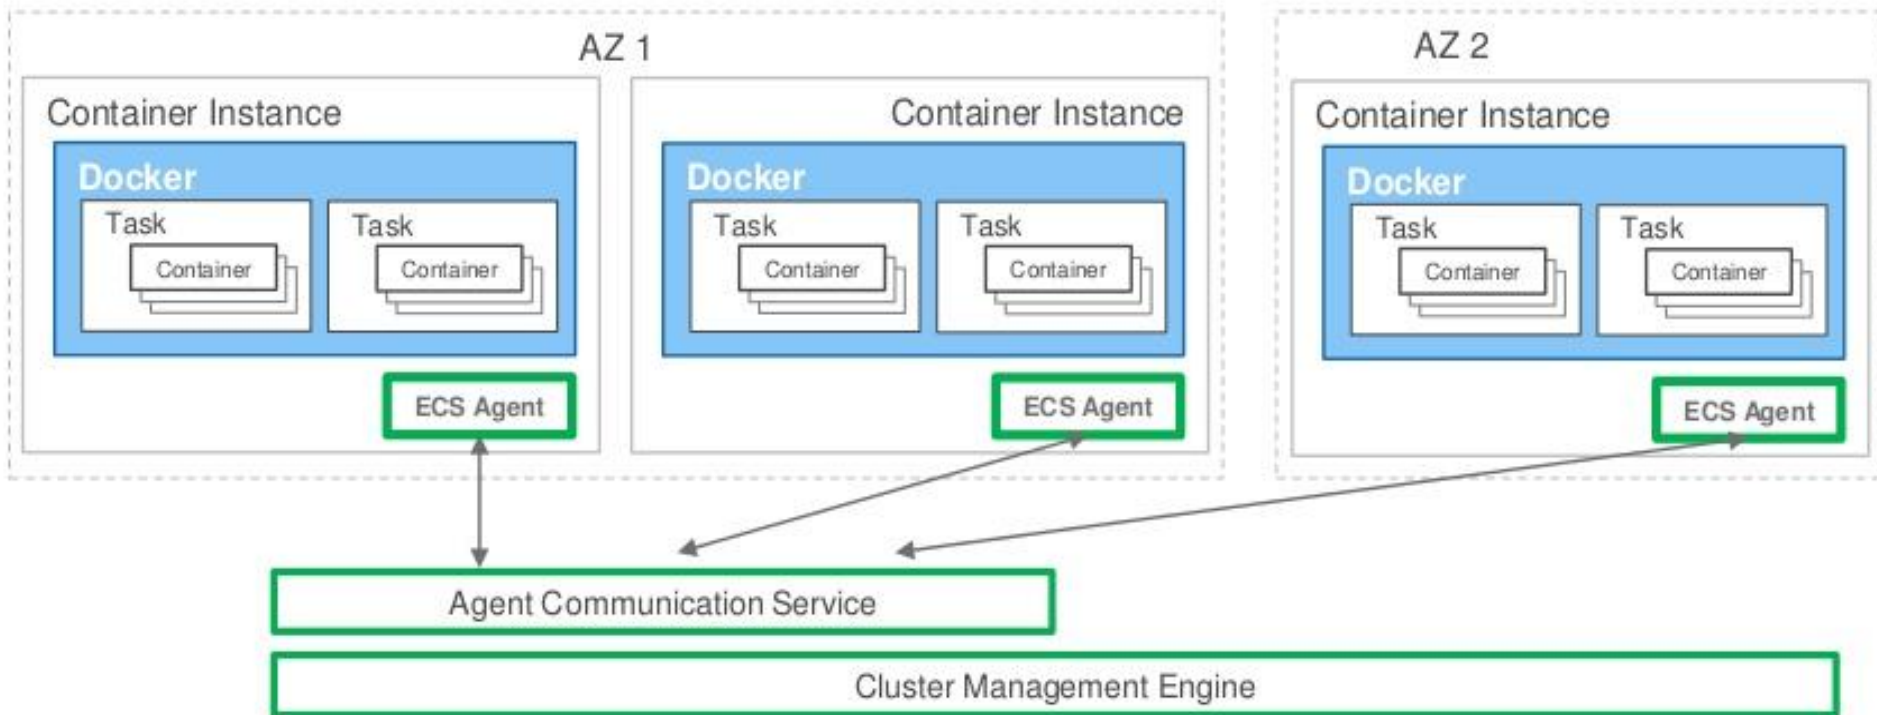 AZ 1
AZ 2
Container Instance
Docker
Task
Container
Task
Container
ECS Agent
Container Instance
Docker
Task
Container
Task
Container
ECS Agent
Container Instance
Docker
Task
Container
Task
Container
ECS Agent
Agent Communication Service
Cluster Management Engine